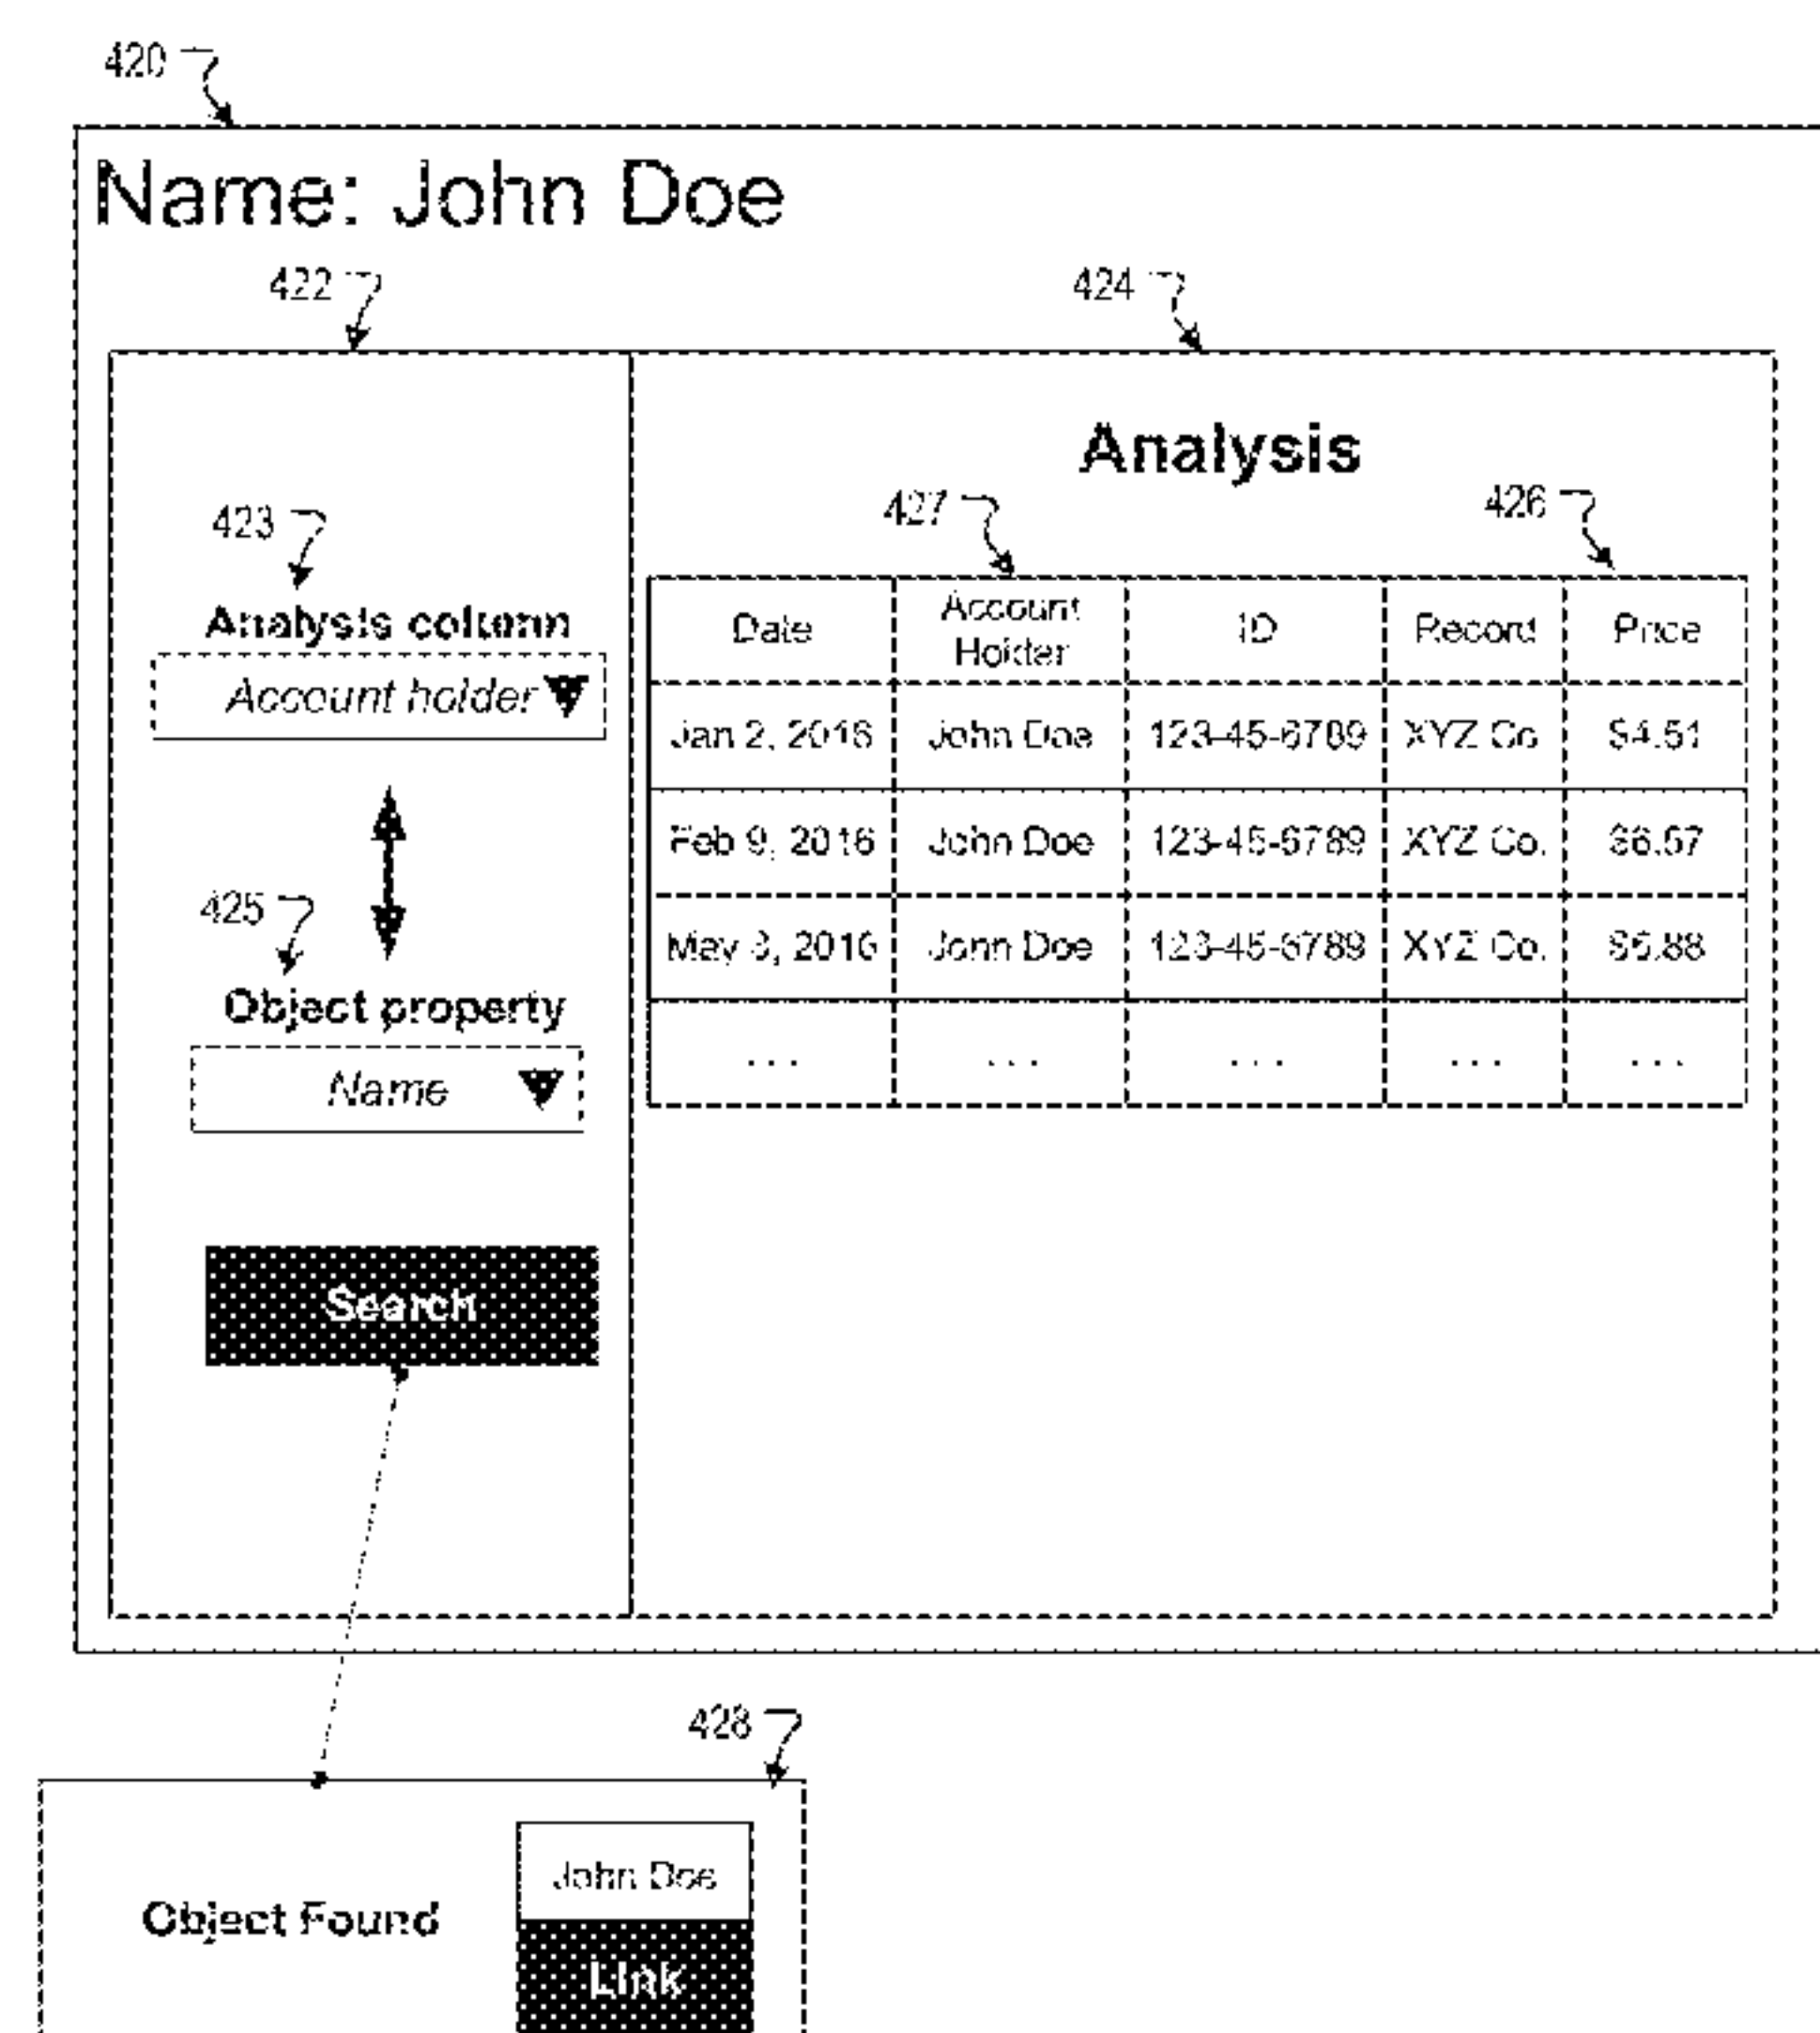 420
Name: John Doe
422
424
Analysis
423
427
426
Analysis column
Account holder
Date Account Holder ID Record Price
Jan 2, 2016 John Doe 123-45-6789 XYZ Co. $4.51
Feb 9, 2016 John Doe 123-45-6789 XYZ Co. $6.57
May 3, 2016 John Doe 123-45-6789 XYZ Co. $5.88
... ... ... ... ...
425
Object property
Name
Search
428
John Doe
Object Found
Link